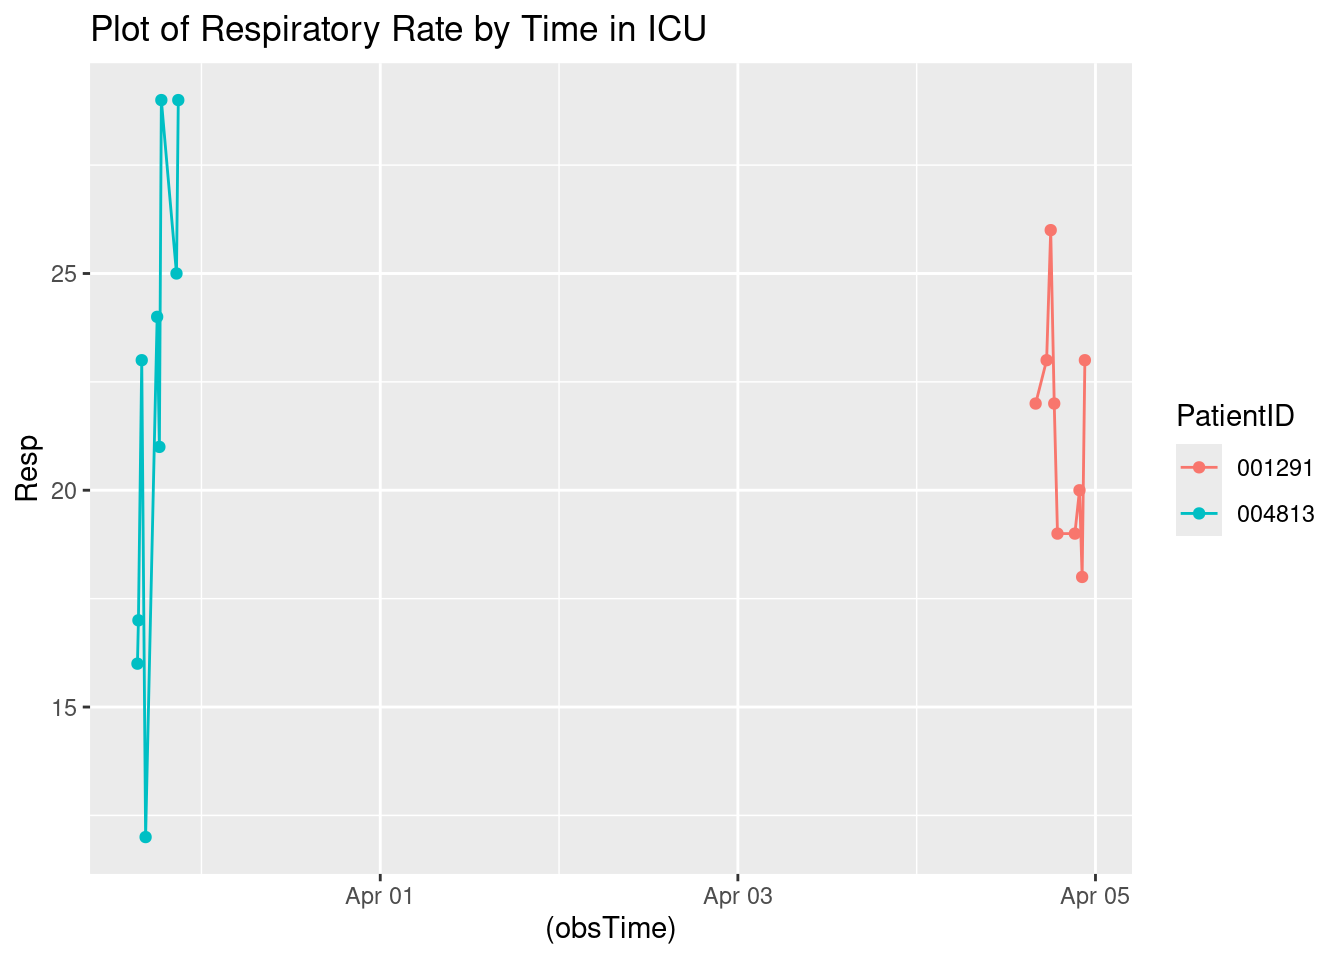 Plot of Respiratory Rate by Time in ICU
Resp
25
20
15
Apr 01
Apr 03
Apr 05
(obsTime)
PatientID
001291
004813